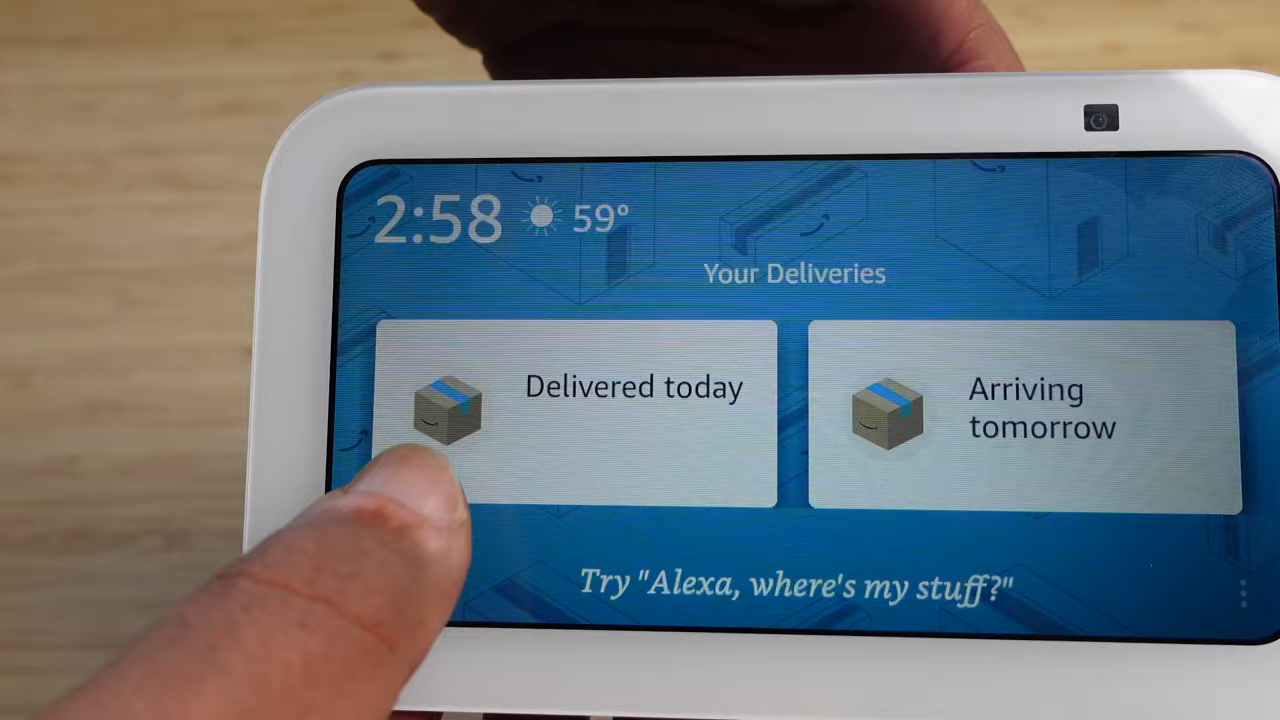 2:58 59°
Your Deliveries
Delivered today
Arriving
tomorrow
Try "Alexa, where's my stuff?"